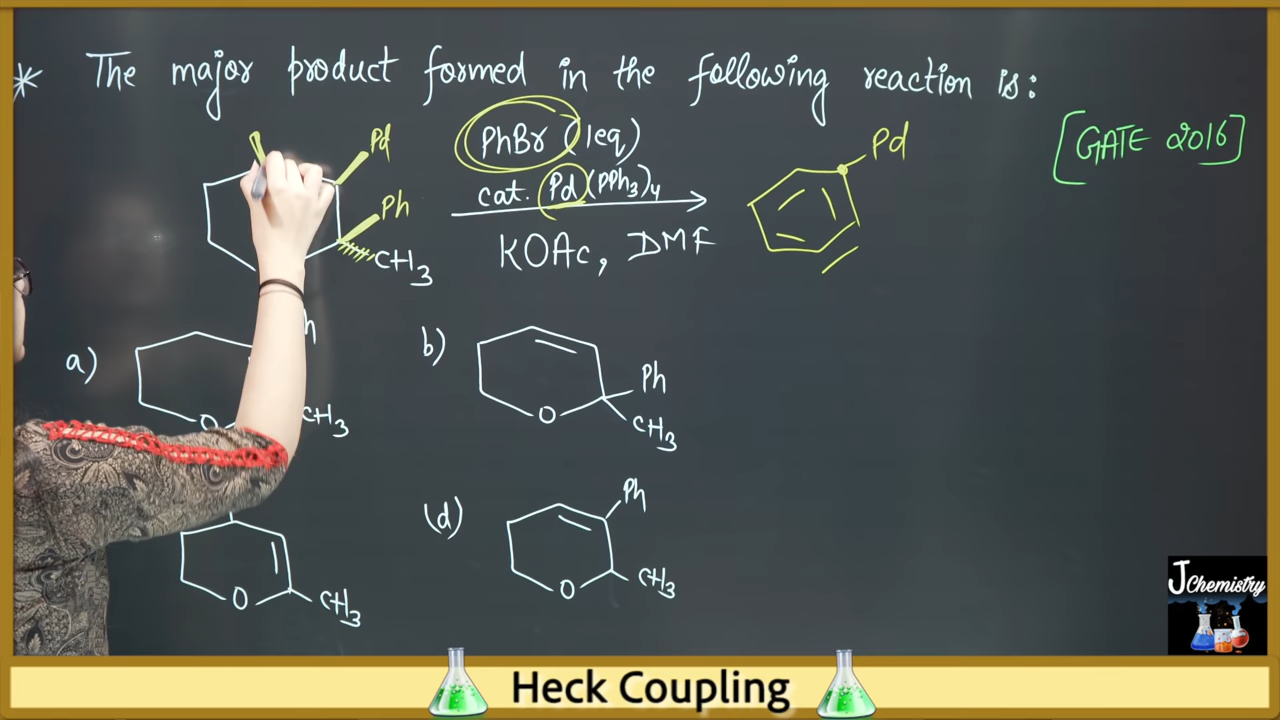 * The major product formed in the following reaction is:
[GATE 2016]
PhBr (1eq)
cat. Pd(PPh3)4
KOAc, DMF
Pd
Ph
CH3
Pd
a)
CH3
O
b)
Ph
CH3
O
O
CH3
(d)
Ph
O
CH3
J Chemistry
Heck Coupling